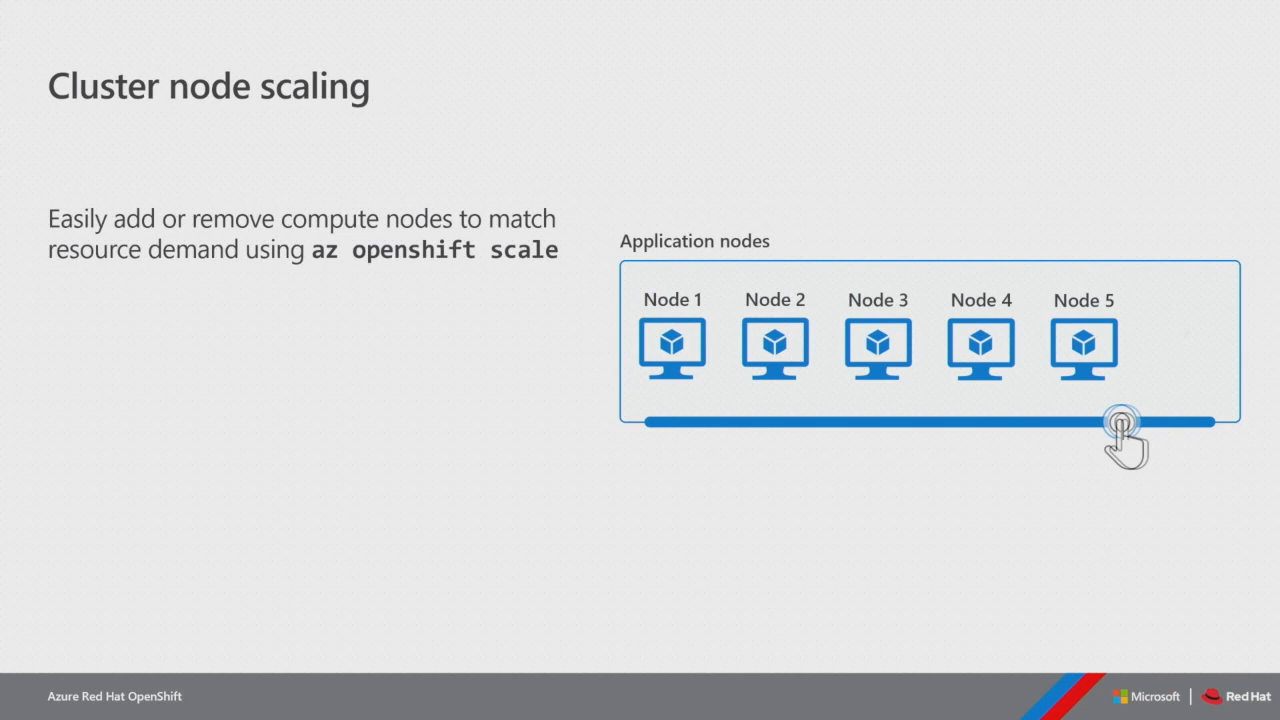 Cluster node scaling
Easily add or remove compute nodes to match
resource demand using az openshift scale
Application nodes
Node 1 Node 2 Node 3 Node 4 Node 5
Azure Red Hat OpenShift
Microsoft | Red Hat